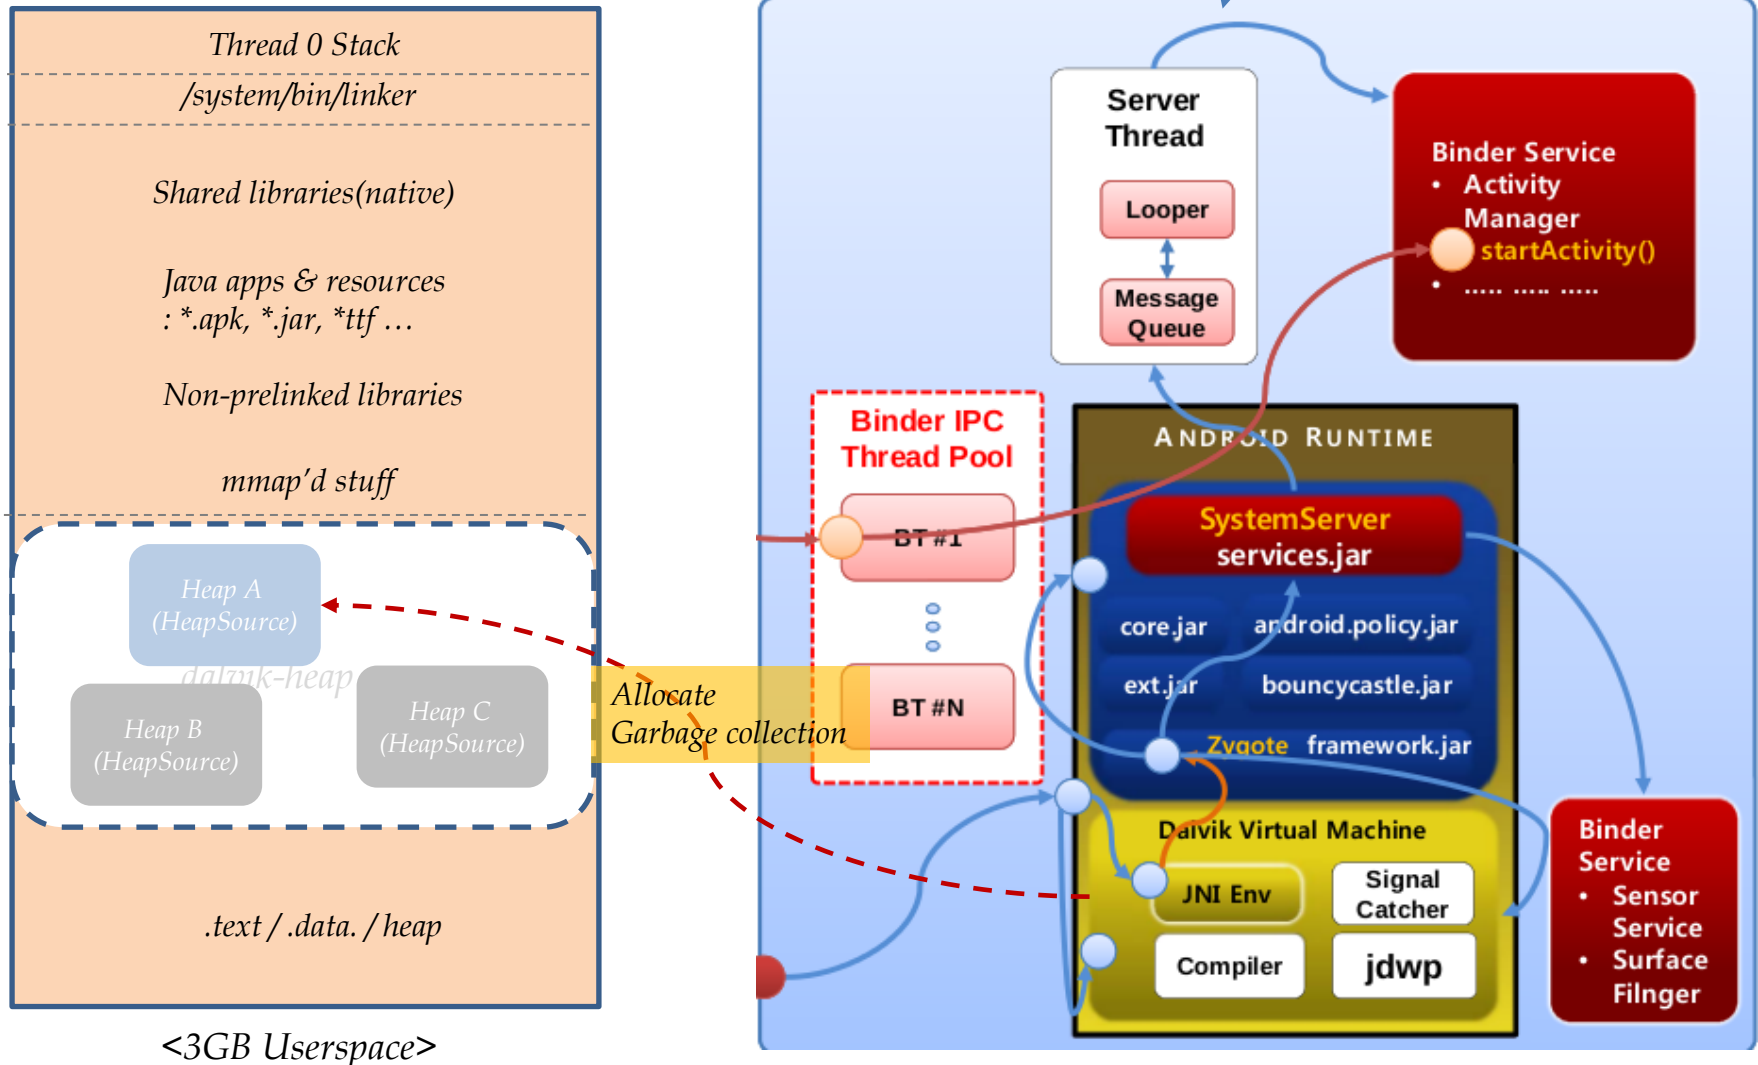 Thread 0 Stack
/system/bin/linker
Shared libraries(native)
Java apps & resources
: *.apk, *.jar, *ttf …
Non-prelinked libraries
mmap’d stuff
Heap A
(HeapSource)
dalvik-heap
Heap B
(HeapSource)
Heap C
(HeapSource)
.text / .data. / heap
<3GB Userspace>
Allocate
Garbage collection
Server
Thread
Looper
Message
Queue
Binder Service
• Activity
Manager
startActivity()
• ..... ..... .....
Binder IPC
Thread Pool
BT #1
BT #N
ANDROID RUNTIME
SystemServer
services.jar
core.jar
android.policy.jar
ext.jar
bouncycastle.jar
Zygote
framework.jar
Dalvik Virtual Machine
JNI Env
Signal
Catcher
Compiler
jdwp
Binder
Service
• Sensor
Service
• Surface
Filnger